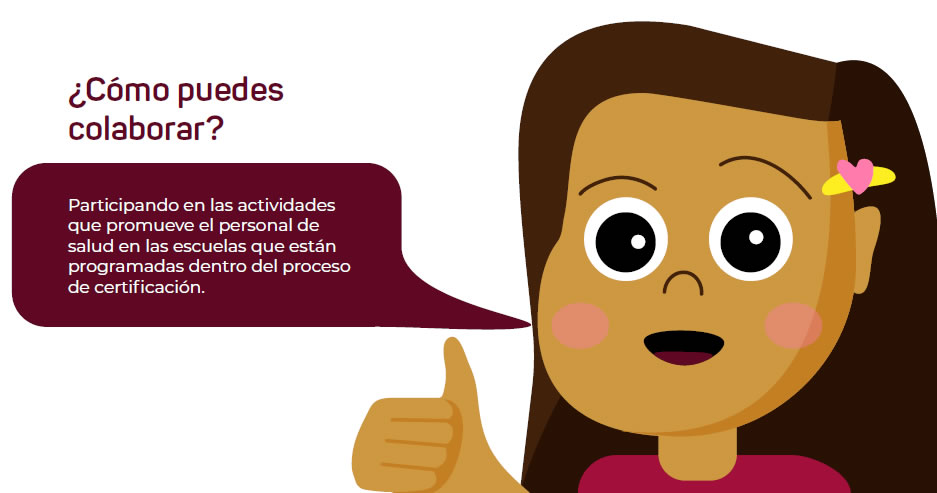 ¿Cómo puedes
colaborar?
Participando en las actividades
que promueve el personal de
salud en las escuelas que están
programadas dentro del proceso
de certificación.